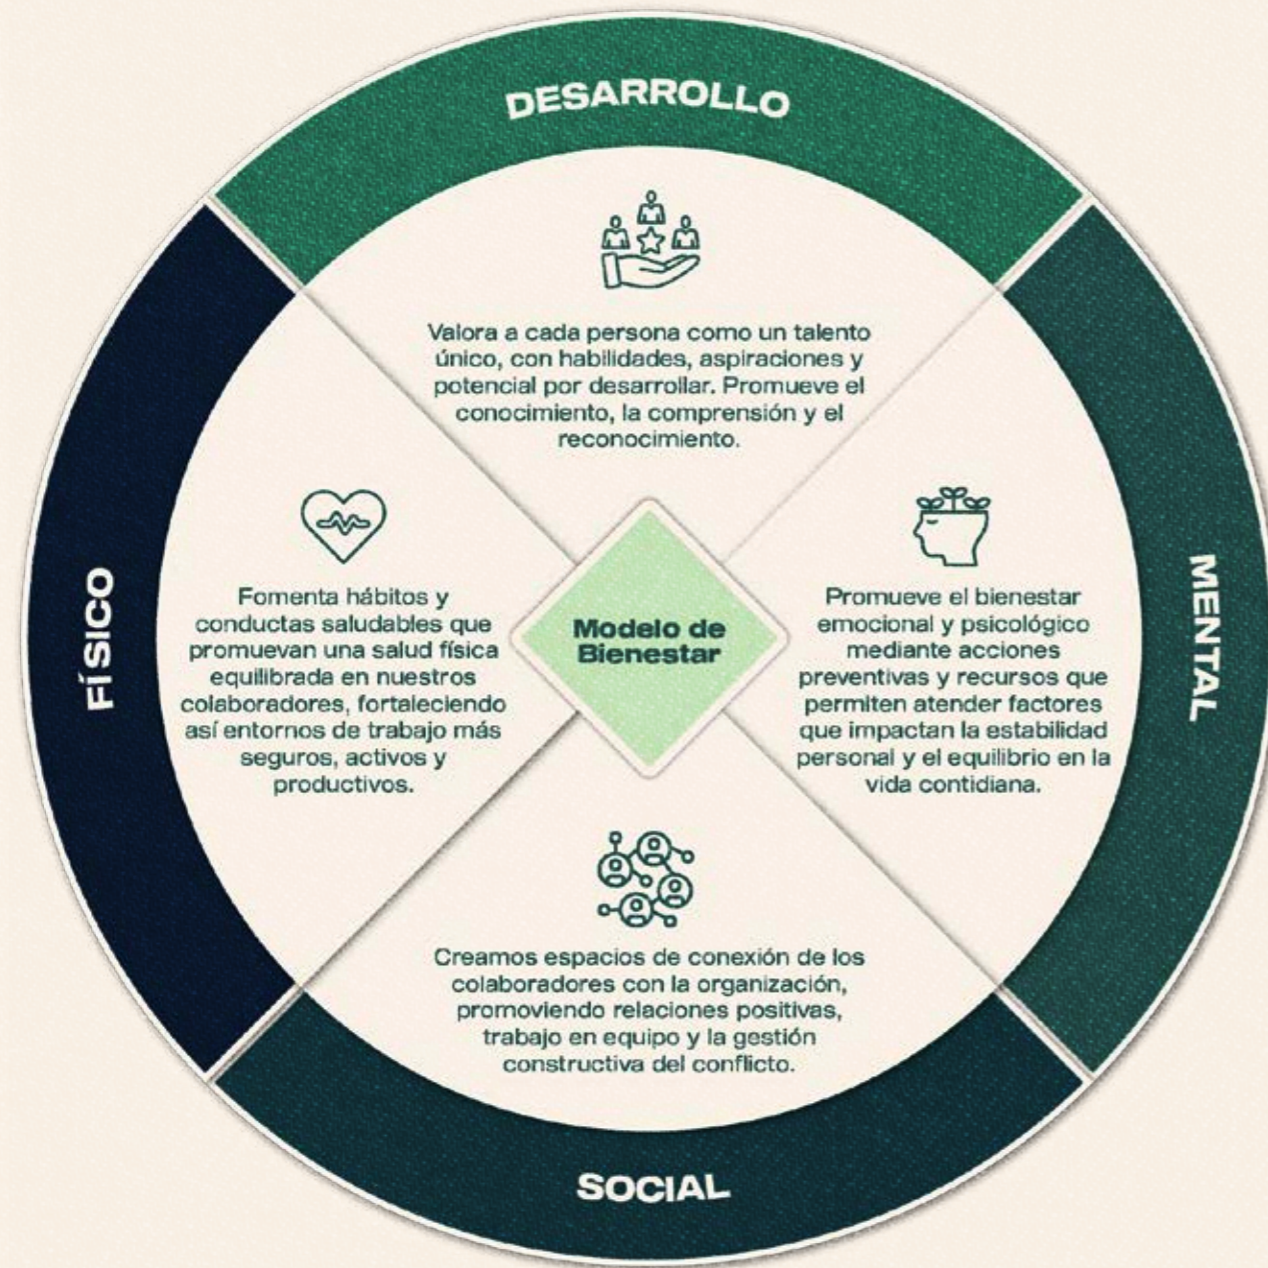 DESARROLLO
Valora a cada persona como un talento
único, con habilidades, aspiraciones y
potencial por desarrollar. Promueve el
conocimiento, la comprensión y el
reconocimiento.
FÍSICO
Fomenta hábitos y
conductas saludables que
promuevan una salud física
equilibrada en nuestros
colaboradores, fortaleciendo
así entornos de trabajo más
seguros, activos y
productivos.
Modelo de
Bienestar
Promueve el bienestar
emocional y psicológico
mediante acciones
preventivas y recursos que
permiten atender factores
que impactan la estabilidad
personal y el equilibrio en la
vida contidiana.
MENTAL
Creamos espacios de conexión de los
colaboradores con la organización,
promoviendo relaciones positivas,
trabajo en equipo y la gestión
constructiva del conflicto.
SOCIAL